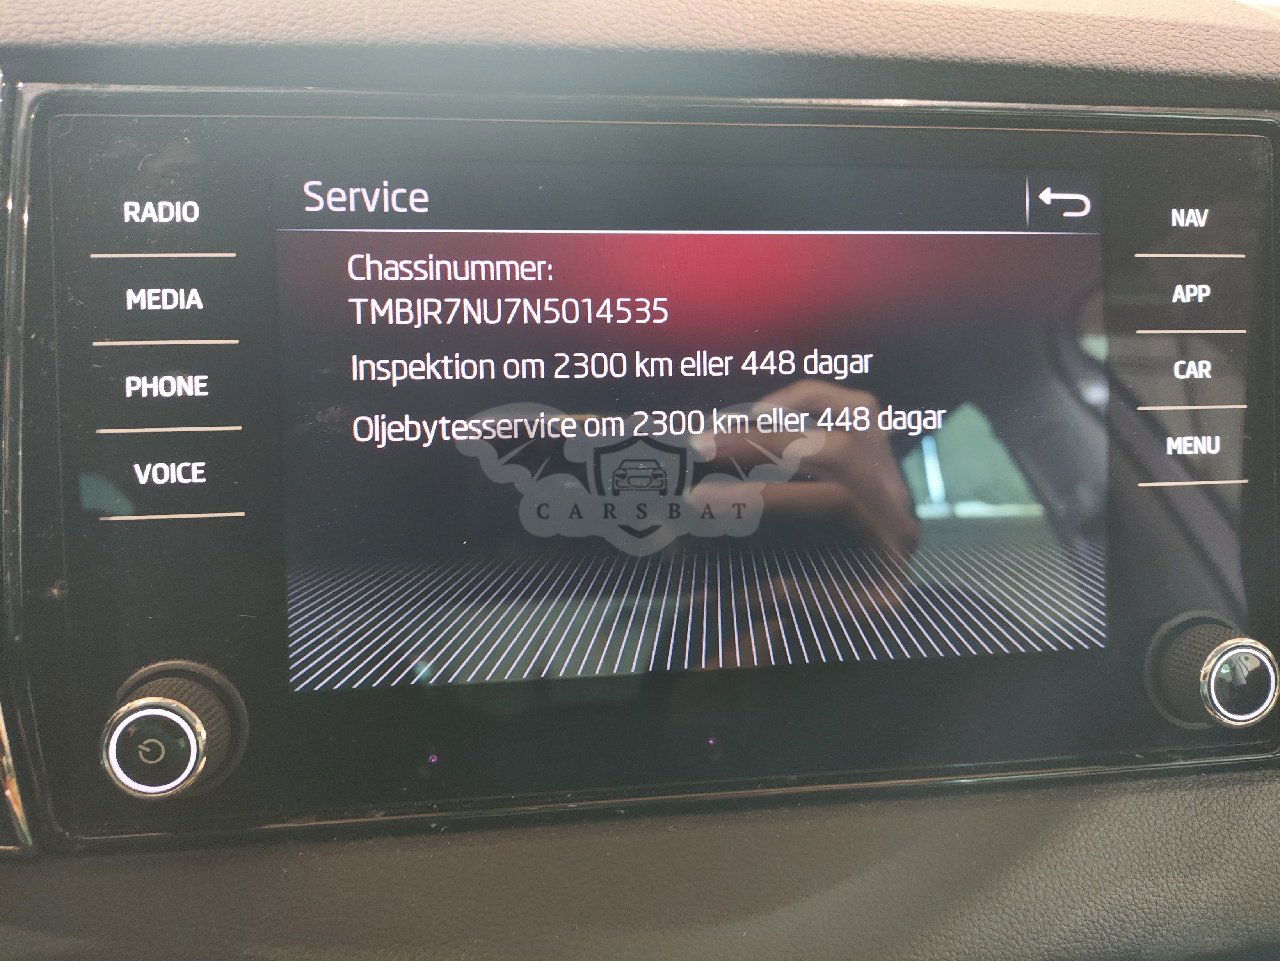 Service
RADIO
MEDIA
PHONE
VOICE
Chassinummer:
TMBJR7NU7N5014535
Inspektion om 2300 km eller 448 dagar
Oljebytesservice om 2300 km eller 448 dagar
CARSBAT
NAV
APP
CAR
MENU